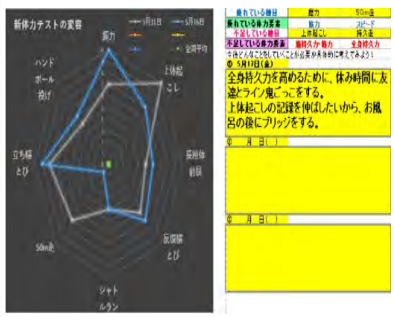 新体力テストの変容
5月31日
5月16日
全国平均
握力
上体起
こし
長座体
前屈
反復横
とび
シャト
ルラン
50m走
立ち幅
とび
ハンド
ボール
投げ
優れている種目 握力 50m走
優れている体力要素 筋力 スピード
不足している種目 上体起こし 持久走
不足している体力要素 筋持久力・筋力 全身持久力
① 5月17日(金)
全身持久力を高めるために、休み時間に友
達とライン鬼ごっこをする。
上体起こしの記録を伸ばしたいから、お風
呂の後にブリッジをする。
月 日( )
月 日( )